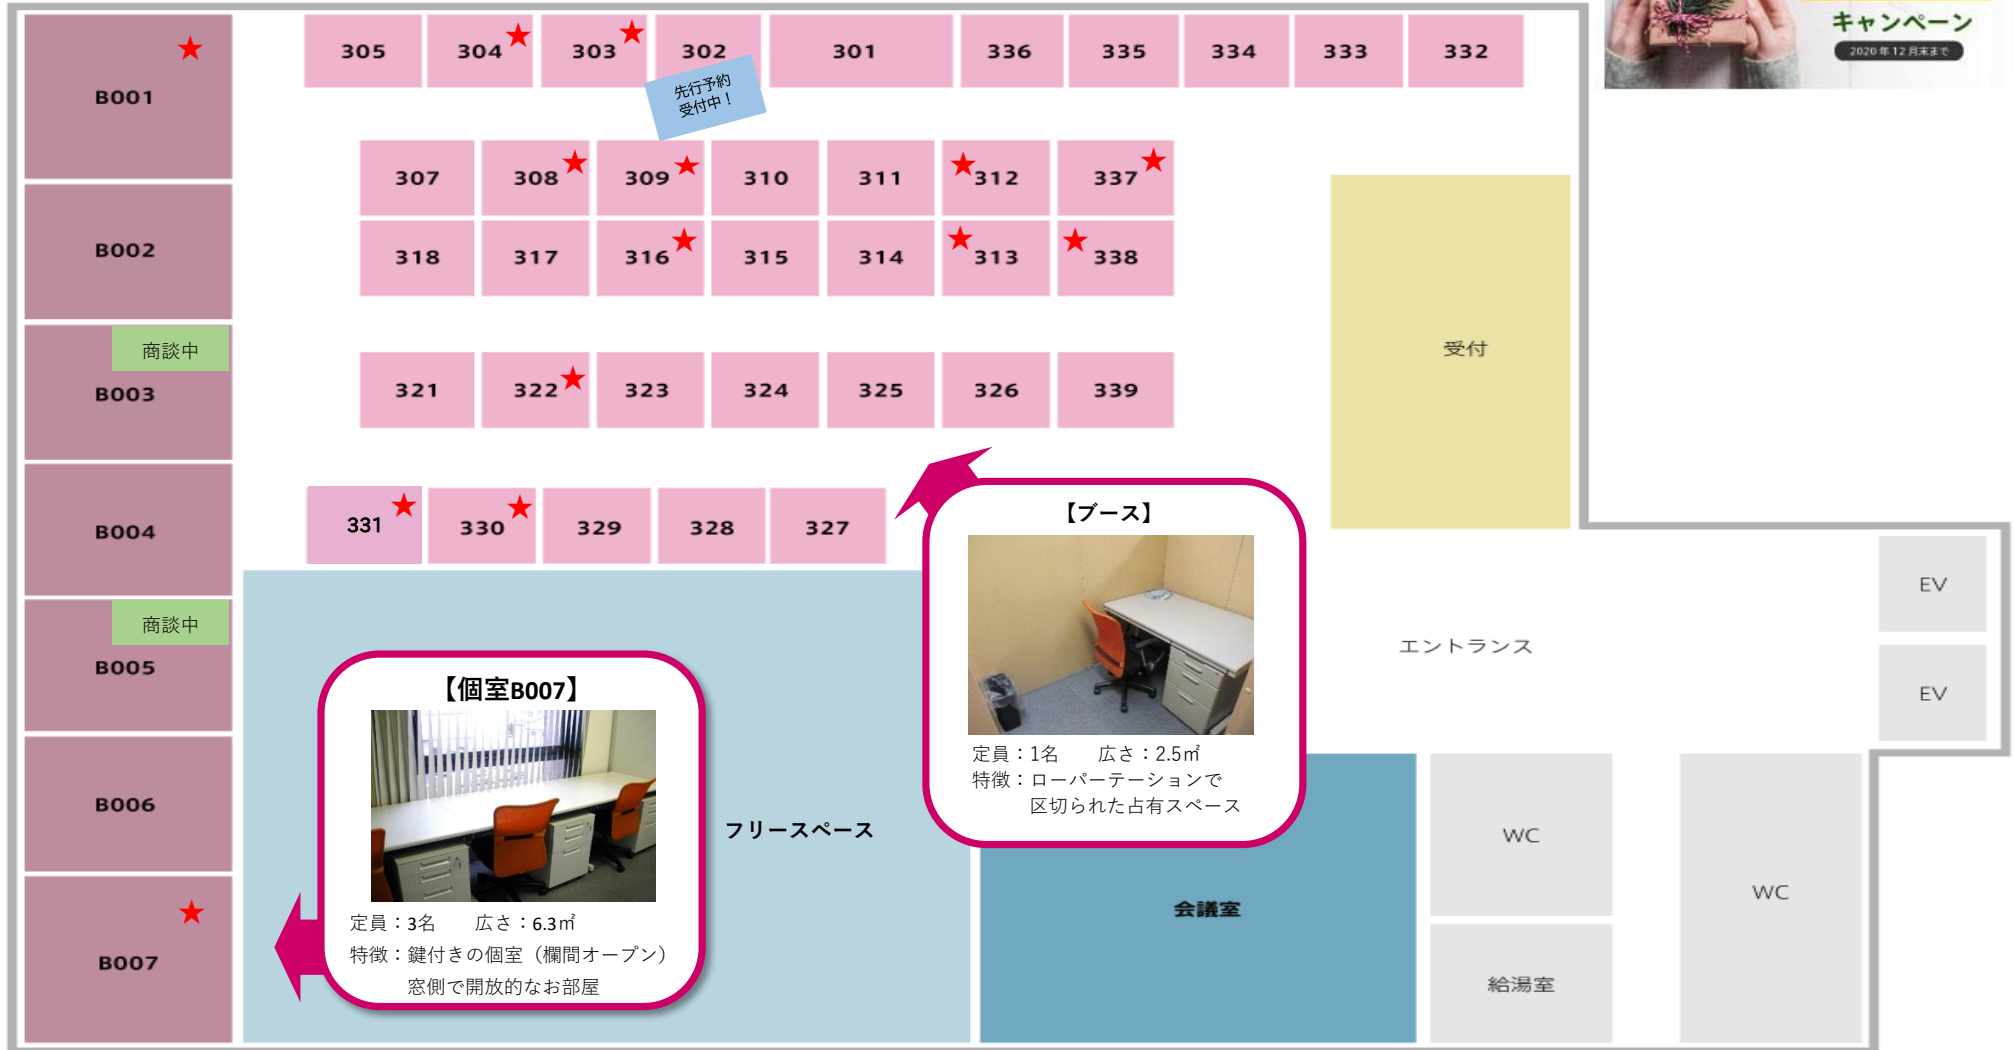 キャンペーン
2020年12月末まで
305 304 303 302 301 336 335 334 333 332
先行予約
受付中！
B001
307 308 309 310 311 312 337
318 317 316 315 314 313 338
B002
商談中
B003
321 322 323 324 325 326 339
受付
331 330 329 328 327
B004
商談中
B005
B006
B007
【ブース】
定員：1名 広さ：2.5㎡
特徴：ローパーテーションで
区切られた占有スペース
【個室B007】
定員：3名 広さ：6.3㎡
特徴：鍵付きの個室（欄間オープン）
窓側で開放的なお部屋
フリースペース
エントランス
EV
EV
会議室
WC
WC
給湯室